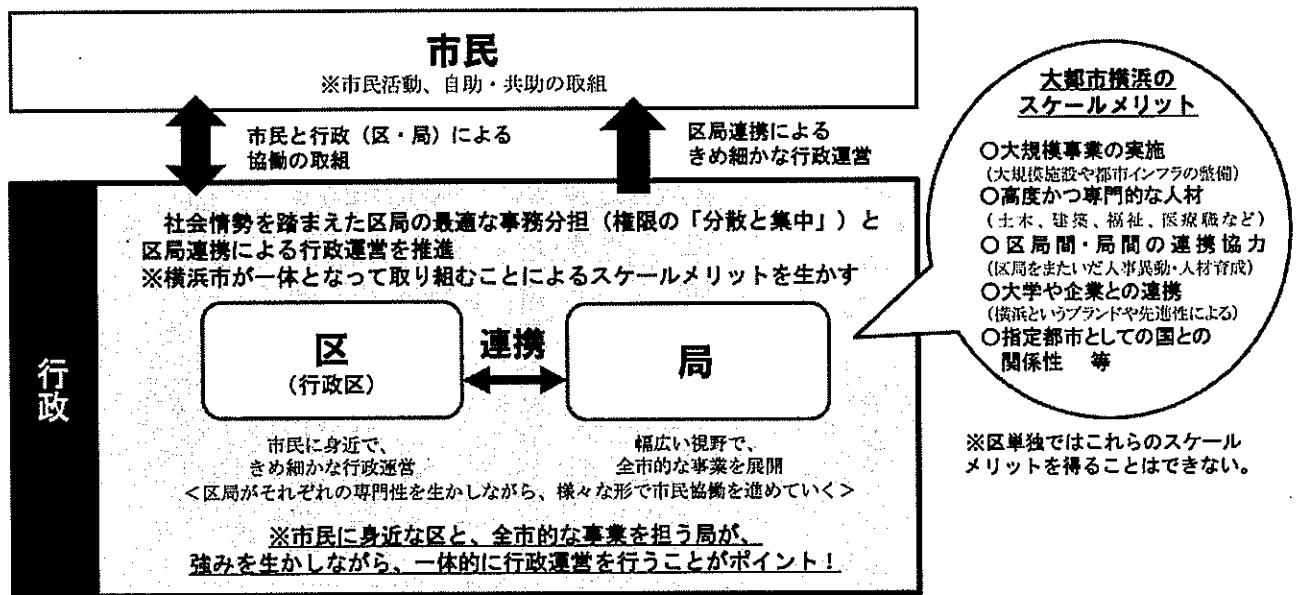 市民
※市民活動、自助・共助の取組
市民と行政（区・局）による
協働の取組
区局連携による
きめ細かな行政運営
行政
社会情勢を踏まえた区局の最適な事務分担（権限の「分散と集中」）と
区局連携による行政運営を推進
※横浜市が一体となって取り組むことによるスケールメリットを生かす
区
（行政区）
連携
局
市民に身近で、
きめ細かな行政運営
幅広い視野で、
全市的な事業を展開
＜区局がそれぞれの専門性を生かしながら、様々な形で市民協働を進めていく＞
※市民に身近な区と、全市的な事業を担う局が、
強みを生かしながら、一体的に行政運営を行うことがポイント！
大都市横浜の
スケールメリット
○大規模事業の実施
（大規模施設や都市インフラの整備）
○高度かつ専門的な人材
（土木、建築、福祉、医療職など）
○区局間・局間の連携協力
（区局をまたいだ人事異動・人材育成）
○大学や企業との連携
（横浜というブランドや先進性による）
○指定都市としての国との
関係性　等
※区単独ではこれらのスケール
メリットを得ることはできない。